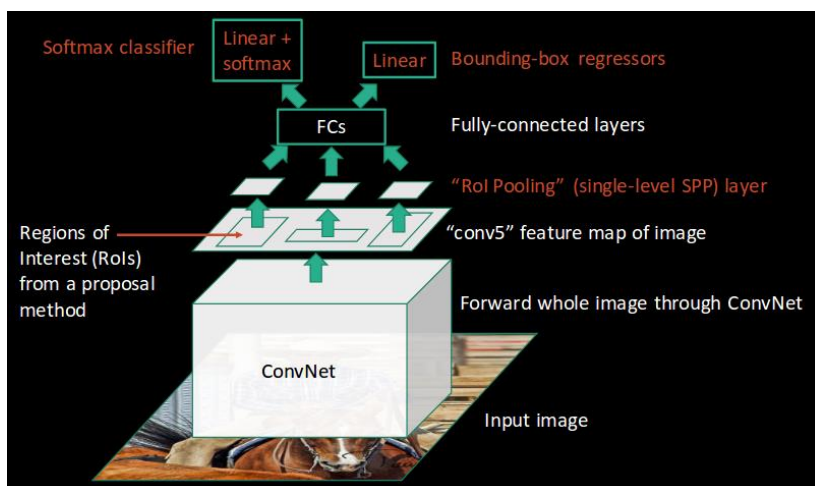 Softmax classifier
Linear +
softmax
Linear
Bounding-box regressors
FCs
Fully-connected layers
“RoI Pooling” (single-level SPP) layer
Regions of
Interest (RoIs)
from a proposal
method
“conv5” feature map of image
Forward whole image through ConvNet
ConvNet
Input image